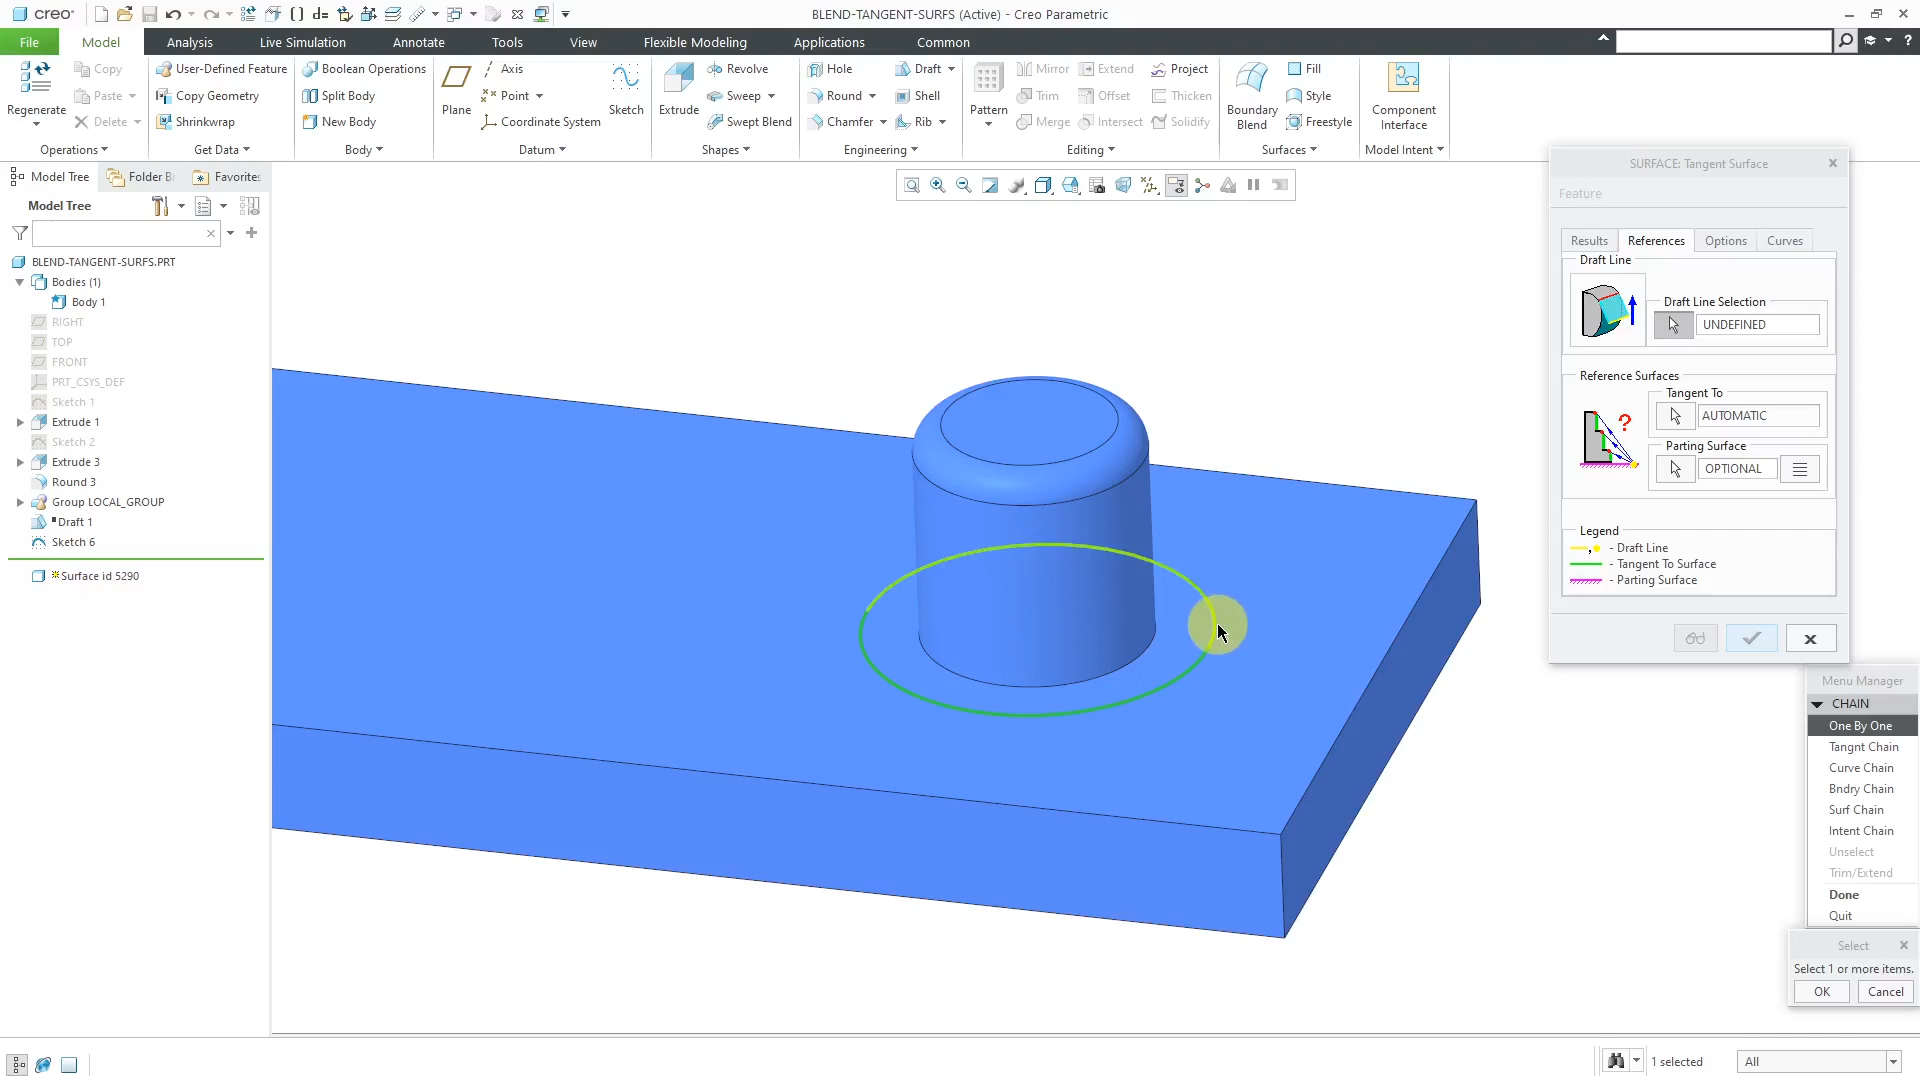 creo°
d=
BLEND-TANGENT-SURFS (Active) - Creo Parametric
File
Model
Analysis
Live Simulation
Annotate
Tools
View
Flexible Modeling
Applications
Common
Regenerate
Copy
Paste
Delete
Operations
User-Defined Feature
Copy Geometry
Shrinkwrap
Get Data
Boolean Operations
Split Body
New Body
Body
Plane
Axis
Point
Coordinate System
Sketch
Datum
Extrude
Revolve
Sweep
Swept Blend
Shapes
Hole
Round
Chamfer
Draft
Shell
Rib
Engineering
Pattern
Mirror
Trim
Merge
Extend
Offset
Intersect
Project
Thicken
Solidify
Editing
Boundary
Blend
Fill
Style
Freestyle
Surfaces
Component
Interface
Model Intent
Model Tree
Folder B
Favorites
Model Tree
BLEND-TANGENT-SURFS.PRT
Bodies (1)
Body 1
RIGHT
TOP
FRONT
PRT_CSYS_DEF
Sketch 1
Extrude 1
Sketch 2
Extrude 3
Round 3
Group LOCAL_GROUP
Draft 1
Sketch 6
Surface id 5290
SURFACE: Tangent Surface
Feature
Results
References
Options
Curves
Draft Line
Draft Line Selection
UNDEFINED
Reference Surfaces
Tangent To
AUTOMATIC
Parting Surface
OPTIONAL
?
Legend
- Draft Line
- Tangent To Surface
- Parting Surface
Menu Manager
CHAIN
One By One
Tangnt Chain
Curve Chain
Bndry Chain
Surf Chain
Intent Chain
Unselect
Trim/Extend
Done
Quit
Select
Select 1 or more items.
OK
Cancel
1 selected
All